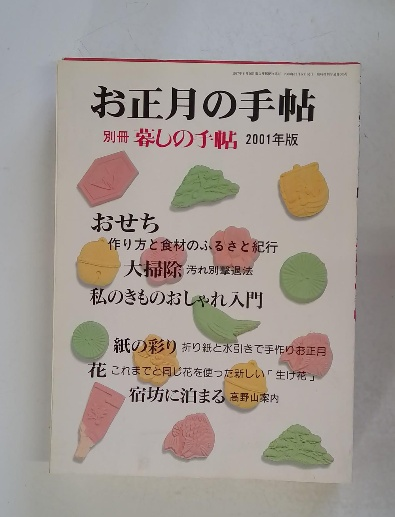 お正月の手帖
別冊 暮しの手帖 2001年版
おせち
作り方と食材のふるさと紀行
大掃除 汚れ別撃退法
私のきものおしゃれ入門
紙の彩り 折り紙と水引きで手作りお正月
花 これまでと同じ花を使った新しい「生け花」
宿坊に泊まる 高野山案内